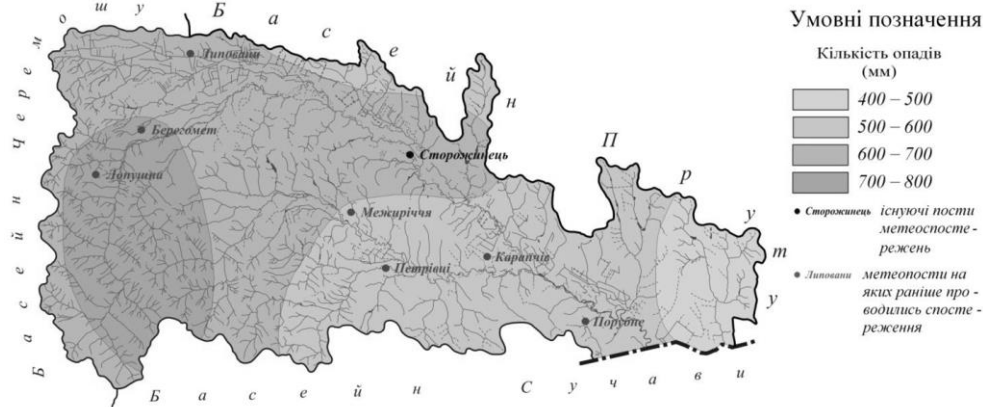 Басейн Черемошу
Басейн Пруту
Липовани
Берегомет
Лопушна
Сторожинець
Межиріччя
Карапчів
Петрівці
Порубне
Басейн Сучави
Умовні позначення
Кількість опадів
(мм)
400 – 500
500 – 600
600 – 700
700 – 800
Сторожинець існуючі пости
метеоспосте -
режень
Липовани метеопости на
яких раніше про -
водились спосте -
реження